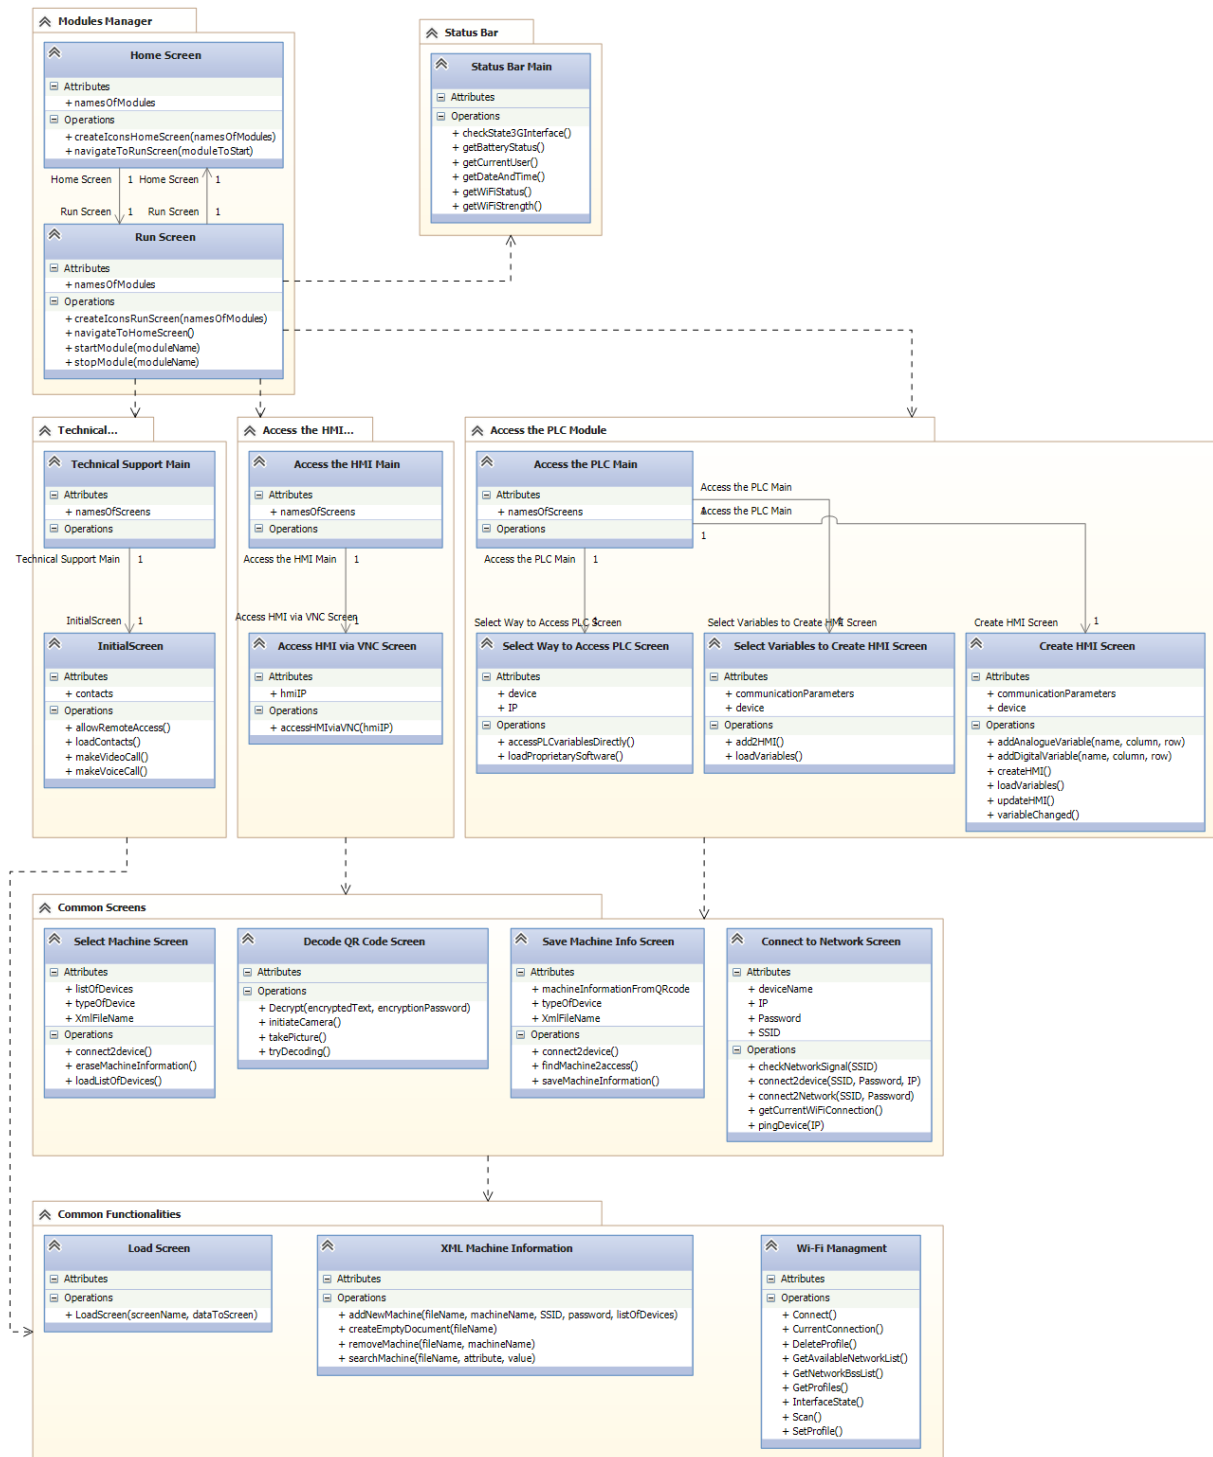 Modules Manager
Home Screen
Attributes
+ namesOfModules
Operations
+ createIconsHomeScreen(namesOfModules)
+ navigateToRunScreen(moduleToStart)
Home Screen 1 Home Screen 1
Run Screen 1 Run Screen 1
Run Screen
Attributes
+ namesOfModules
Operations
+ createIconsRunScreen(namesOfModules)
+ navigateToHomeScreen()
+ startModule(moduleName)
+ stopModule(moduleName)
Status Bar
Status Bar Main
Attributes
Operations
+ checkState3GInterface()
+ getBatteryStatus()
+ getCurrentUser()
+ getDateAndTime()
+ getWiFiStatus()
+ getWiFiStrength()
Technical...
Technical Support Main
Attributes
+ namesOfScreens
Operations
Technical Support Main 1
InitialScreen 1
InitialScreen
Attributes
+ contacts
Operations
+ allowRemoteAccess()
+ loadContacts()
+ makeVideoCall()
+ makeVoiceCall()
Access the HMI...
Access the HMI Main
Attributes
+ namesOfScreens
Operations
Access the HMI Main 1
Access HMI via VNC Screen 1
Access HMI via VNC Screen
Attributes
+ hmiIP
Operations
+ accessHMIviaVNC(hmiIP)
Access the PLC Module
Access the PLC Main
Attributes
+ namesOfScreens
Operations
Access the PLC Main
1
Access the PLC Main
1
Access the PLC Main 1
Select Way to Access PLC Screen 1
Select Variables to Create HMI Screen 1
Create HMI Screen 1
Select Way to Access PLC Screen
Attributes
+ device
+ IP
Operations
+ accessPLCvariablesDirectly()
+ loadProprietarySoftware()
Select Variables to Create HMI Screen
Attributes
+ communicationParameters
+ device
Operations
+ add2HMI()
+ loadVariables()
Create HMI Screen
Attributes
+ communicationParameters
+ device
Operations
+ addAnalogueVariable(name, column, row)
+ addDigitalVariable(name, column, row)
+ createHMI()
+ loadVariables()
+ updateHMI()
+ variableChanged()
Common Screens
Select Machine Screen
Attributes
+ listOfDevices
+ typeOfDevice
+ XmlFileName
Operations
+ connect2device()
+ eraseMachineInformation()
+ loadListOfDevices()
Decode QR Code Screen
Attributes
Operations
+ Decrypt(encryptedText, encryptionPassword)
+ initiateCamera()
+ takePicture()
+ tryDecoding()
Save Machine Info Screen
Attributes
+ machineInformationFromQRcode
+ typeOfDevice
+ XmlFileName
Operations
+ connect2device()
+ findMachine2access()
+ saveMachineInformation()
Connect to Network Screen
Attributes
+ deviceName
+ IP
+ Password
+ SSID
Operations
+ checkNetworkSignal(SSID)
+ connect2device(SSID, Password, IP)
+ connect2Network(SSID, Password)
+ getCurrentWiFiConnection()
+ pingDevice(IP)
Common Functionalities
Load Screen
Attributes
Operations
+ LoadScreen(screenName, dataToScreen)
XML Machine Information
Attributes
Operations
+ addNewMachine(fileName, machineName, SSID, password, listOfDevices)
+ createEmptyDocument(fileName)
+ removeMachine(fileName, machineName)
+ searchMachine(fileName, attribute, value)
Wi-Fi Managment
Attributes
Operations
+ Connect()
+ CurrentConnection()
+ DeleteProfile()
+ GetAvailableNetworkList()
+ GetNetworkBssList()
+ GetProfiles()
+ InterfaceState()
+ Scan()
+ SetProfile()